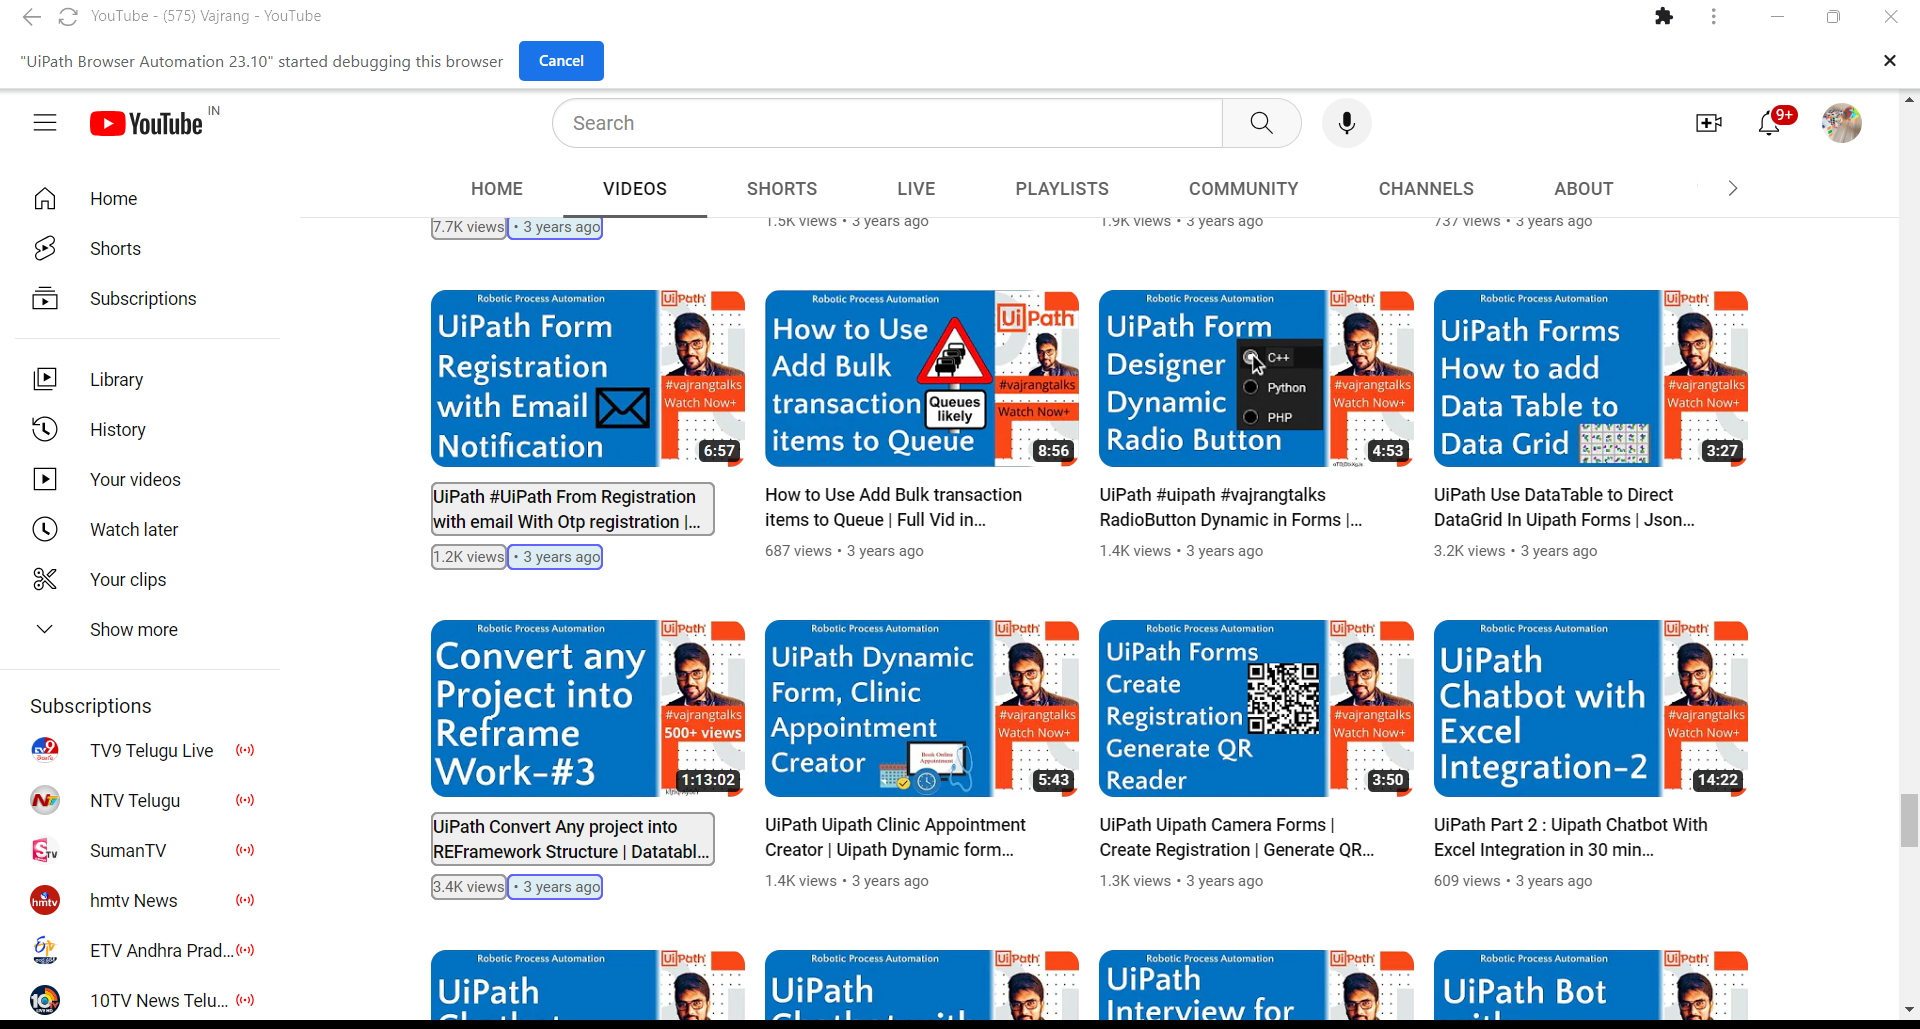 YouTube - (575) Vajrang - YouTube
"UiPath Browser Automation 23.10" started debugging this browser
Cancel
YouTube IN
Search
9+
HOME VIDEOS SHORTS LIVE PLAYLISTS COMMUNITY CHANNELS ABOUT
Home
Shorts
Subscriptions
Library
History
Your videos
Watch later
Your clips
Show more
Subscriptions
TV9 Telugu Live
NTV Telugu
SumanTV
hmtv News
ETV Andhra Prad...
10TV News Telu...
7.7K views • 3 years ago
1.5K views • 3 years ago
1.9K views • 3 years ago
737 views • 3 years ago
Robotic Process Automation
UiPath
UiPath Form
Registration
with Email
Notification
#vajrangtalks
Watch Now+
6:57
UiPath #UiPath From Registration
with email With Otp registration |...
1.2K views • 3 years ago
Robotic Process Automation
UiPath
How to Use
Add Bulk
transaction
items to Queue
Queues
likely
#vajrangtalks
Watch Now+
8:56
How to Use Add Bulk transaction
items to Queue | Full Vid in...
687 views • 3 years ago
Robotic Process Automation
UiPath
UiPath Form
Designer
Dynamic
Radio Button
C++
Python
PHP
#vajrangtalks
Watch Now+
4:53
UiPath #uipath #vajrangtalks
RadioButton Dynamic in Forms |...
1.4K views • 3 years ago
Robotic Process Automation
UiPath
UiPath Forms
How to add
Data Table to
Data Grid
#vajrangtalks
Watch Now+
3:27
UiPath Use DataTable to Direct
DataGrid In Uipath Forms | Json...
3.2K views • 3 years ago
Robotic Process Automation
UiPath
Convert any
Project into
Reframe
Work-#3
#vajrangtalks
500+ views
1:13:02
UiPath Convert Any project into
REFramework Structure | Datatabl...
3.4K views • 3 years ago
Robotic Process Automation
UiPath
UiPath Dynamic
Form, Clinic
Appointment
Creator
Book Online
Appointment
#vajrangtalks
Watch Now+
5:43
UiPath Uipath Clinic Appointment
Creator | Uipath Dynamic form...
1.4K views • 3 years ago
Robotic Process Automation
UiPath
UiPath Forms
Create
Registration
Generate QR
Reader
#vajrangtalks
Watch Now+
3:50
UiPath Uipath Camera Forms |
Create Registration | Generate QR...
1.3K views • 3 years ago
Robotic Process Automation
UiPath
UiPath
Chatbot with
Excel
Integration-2
#vajrangtalks
Watch Now+
14:22
UiPath Part 2 : Uipath Chatbot With
Excel Integration in 30 min...
609 views • 3 years ago
Robotic Process Automation
UiPath
UiPath
Robotic Process Automation
UiPath
UiPath
Robotic Process Automation
UiPath
UiPath
Interview for
Robotic Process Automation
UiPath
UiPath Bot